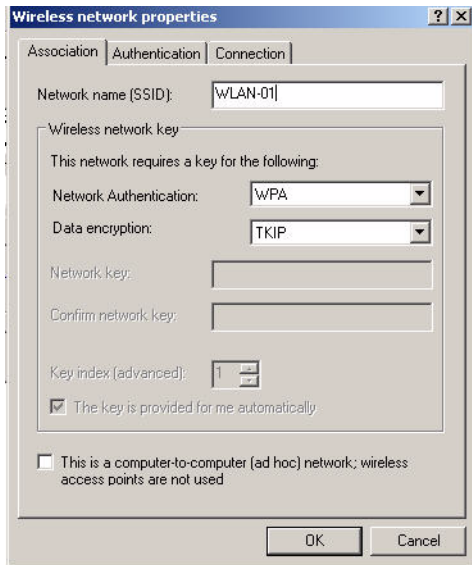 Wireless network properties
Association
Authentication
Connection
Network name (SSID):
WLAN-01
Wireless network key
This network requires a key for the following:
Network Authentication:
WPA
Data encryption:
TKIP
Network key:
Confirm network key:
Key index (advanced):
1
The key is provided for me automatically
This is a computer-to-computer (ad hoc) network; wireless
access points are not used
OK
Cancel